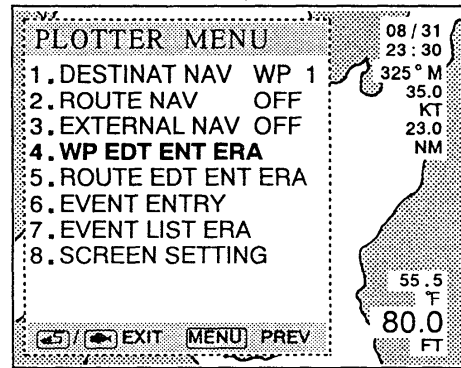 PLOTTER MENU
1. DESTINAT NAV WP 1
2. ROUTE NAV OFF
3. EXTERNAL NAV OFF
4. WP EDT ENT ERA
5. ROUTE EDT ENT ERA
6. EVENT ENTRY
7. EVENT LIST ERA
8. SCREEN SETTING
/ EXIT MENU PREV
08/31
23:30
325°M
35.0
KT
23.0
NM
55.5
°F
80.0
FT